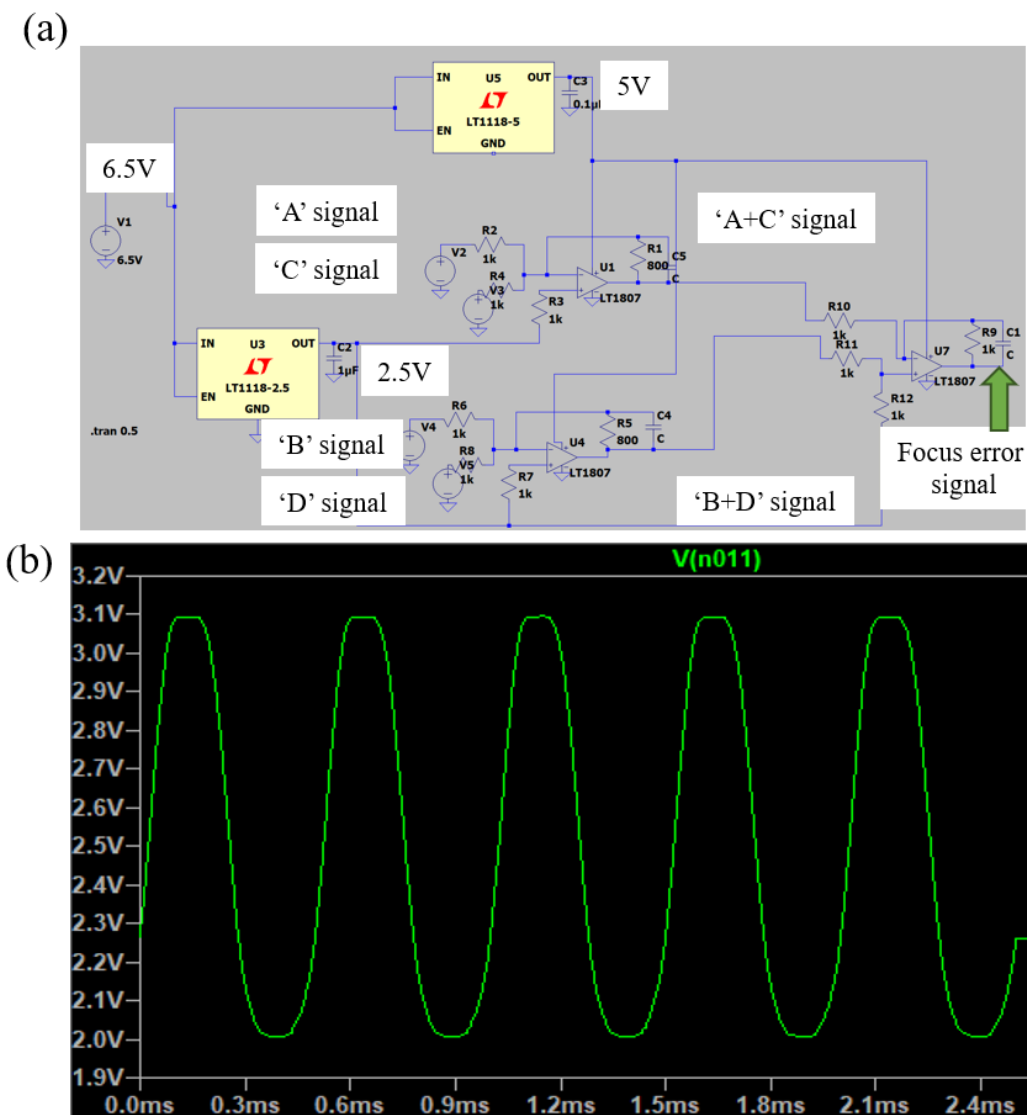 (a)
IN
U5
OUT
C3
0.1µ
5V
LT1118-5
EN
GND
6.5V
V1
6.5V
‘A’ signal
‘C’ signal
‘A+C’ signal
R2
1k
V2
R4
V3
1k
R3
1k
U1
LT1807
R1
800
C5
C
R10
1k
R11
1k
U7
LT1807
R9
1k
C1
C
R12
1k
IN
U3
OUT
C2
1µF
2.5V
LT1118-2.5
EN
GND
.tran 0.5
‘B’ signal
‘D’ signal
R6
1k
V4
R8
V5
1k
R7
1k
U4
LT1807
R5
800
C4
C
‘B+D’ signal
Focus error
signal
(b)
V(n011)
3.2V
3.1V
3.0V
2.9V
2.8V
2.7V
2.6V
2.5V
2.4V
2.3V
2.2V
2.1V
2.0V
1.9V
0.0ms
0.3ms
0.6ms
0.9ms
1.2ms
1.5ms
1.8ms
2.1ms
2.4ms